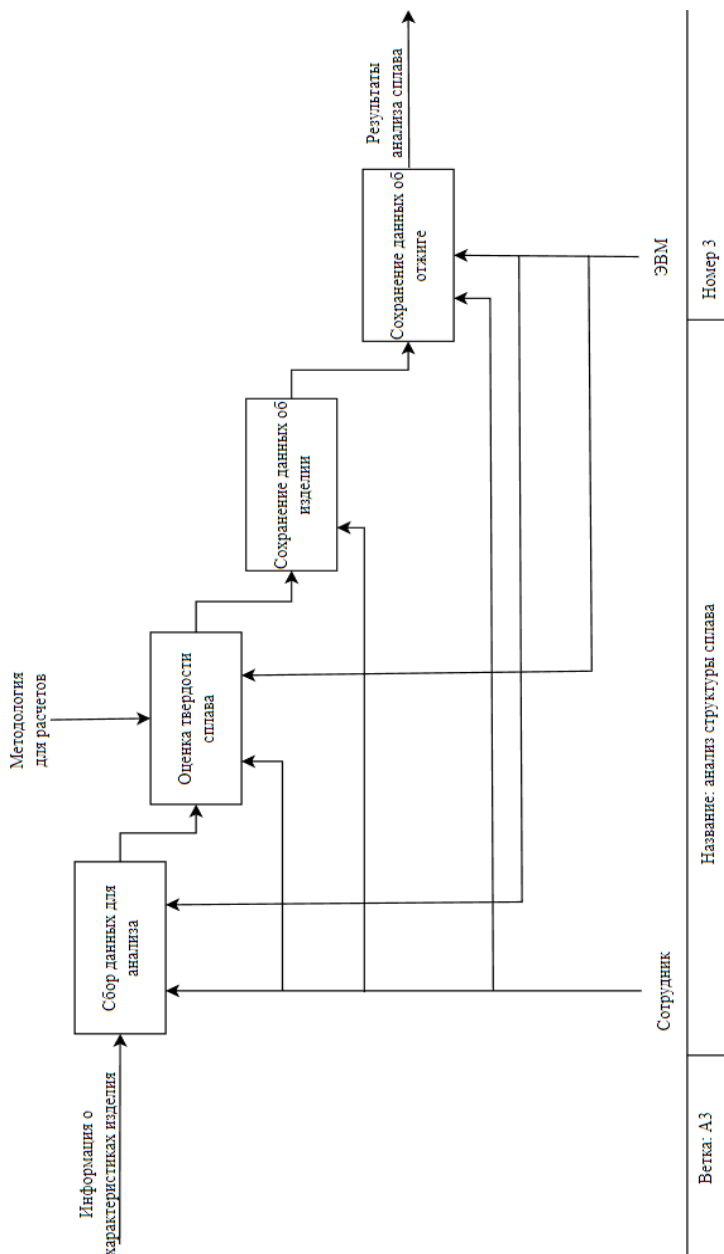 Информация о
характеристиках изделия
Сбор данных для
анализа
Методология
для расчетов
Оценка твердости
сплава
Сохранение данных об
изделии
Сохранение данных об
отжиге
Результаты
анализа сплава
Сотрудник
ЭВМ
Ветка: А3
Название: анализ структуры сплава
Номер 3